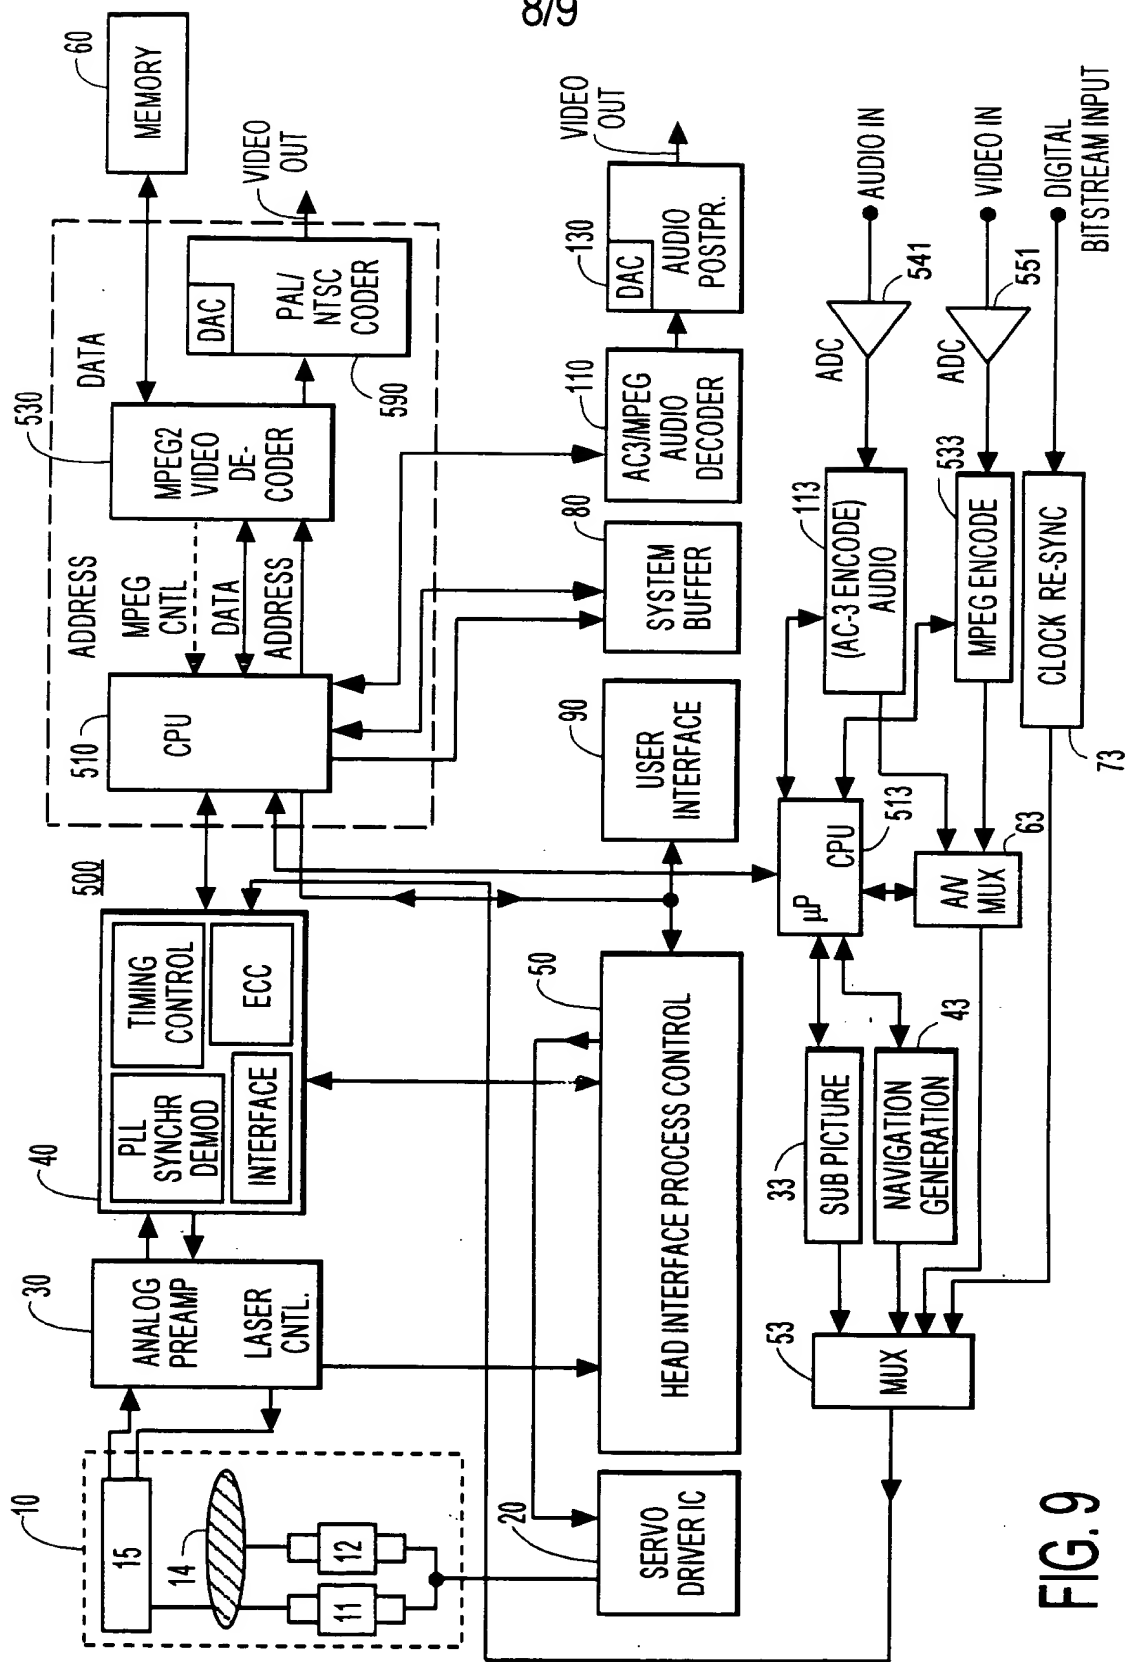 8/9
10
15
14
11
12
30
ANALOG
PREAMP
LASER
CNTL.
40
PLL
SYNCHR
DEMOD
TIMING
CONTROL
INTERFACE
ECC
500
510
CPU
ADDRESS
MPEG
CNTL
DATA
ADDRESS
530
MPEG2
VIDEO
DE-
CODER
DATA
60
MEMORY
DAC
PAL/
NTSC
CODER
590
VIDEO
OUT
20
SERVO
DRIVER IC
50
HEAD INTERFACE PROCESS CONTROL
90
USER
INTERFACE
80
SYSTEM
BUFFER
110
AC3/MPEG
AUDIO
DECODER
130
DAC
AUDIO
POSTPR.
VIDEO
OUT
53
MUX
33
SUB PICTURE
43
NAVIGATION
GENERATION
µP
CPU
513
AN
MUX
63
113
(AC-3 ENCODE)
AUDIO
533
MPEG ENCODE
CLOCK RE-SYNC
73
ADC
541
ADC
551
AUDIO IN
VIDEO IN
DIGITAL
BITSTREAM INPUT
FIG. 9